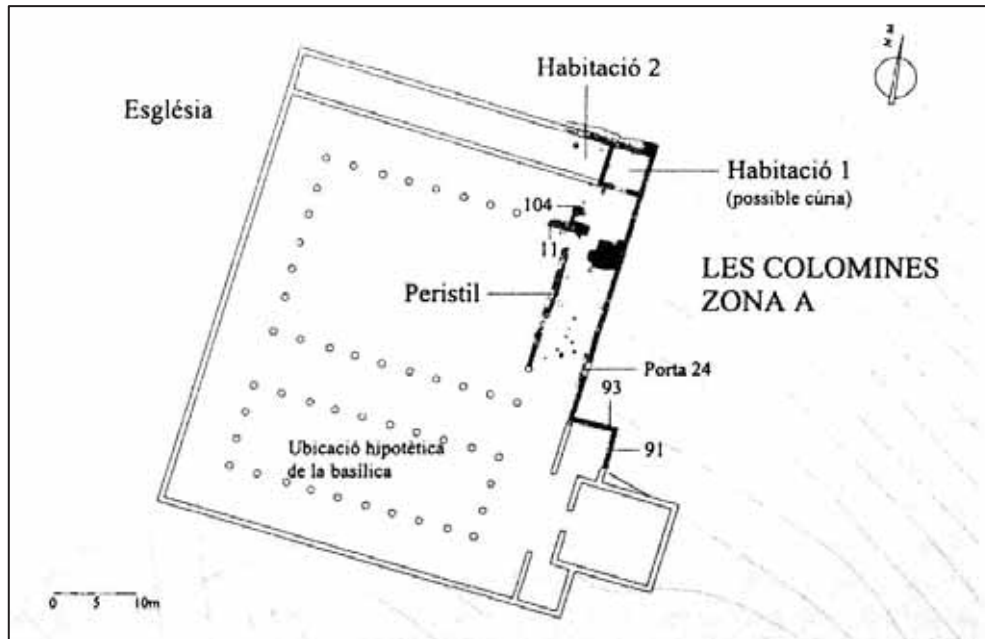 Habitació 2
Església
Habitació 1
(possible cúria)
104
11
LES COLOMINES
ZONA A
Peristil
Porta 24
93
91
Ubicació hipotètica
de la basílica
0 5 10m